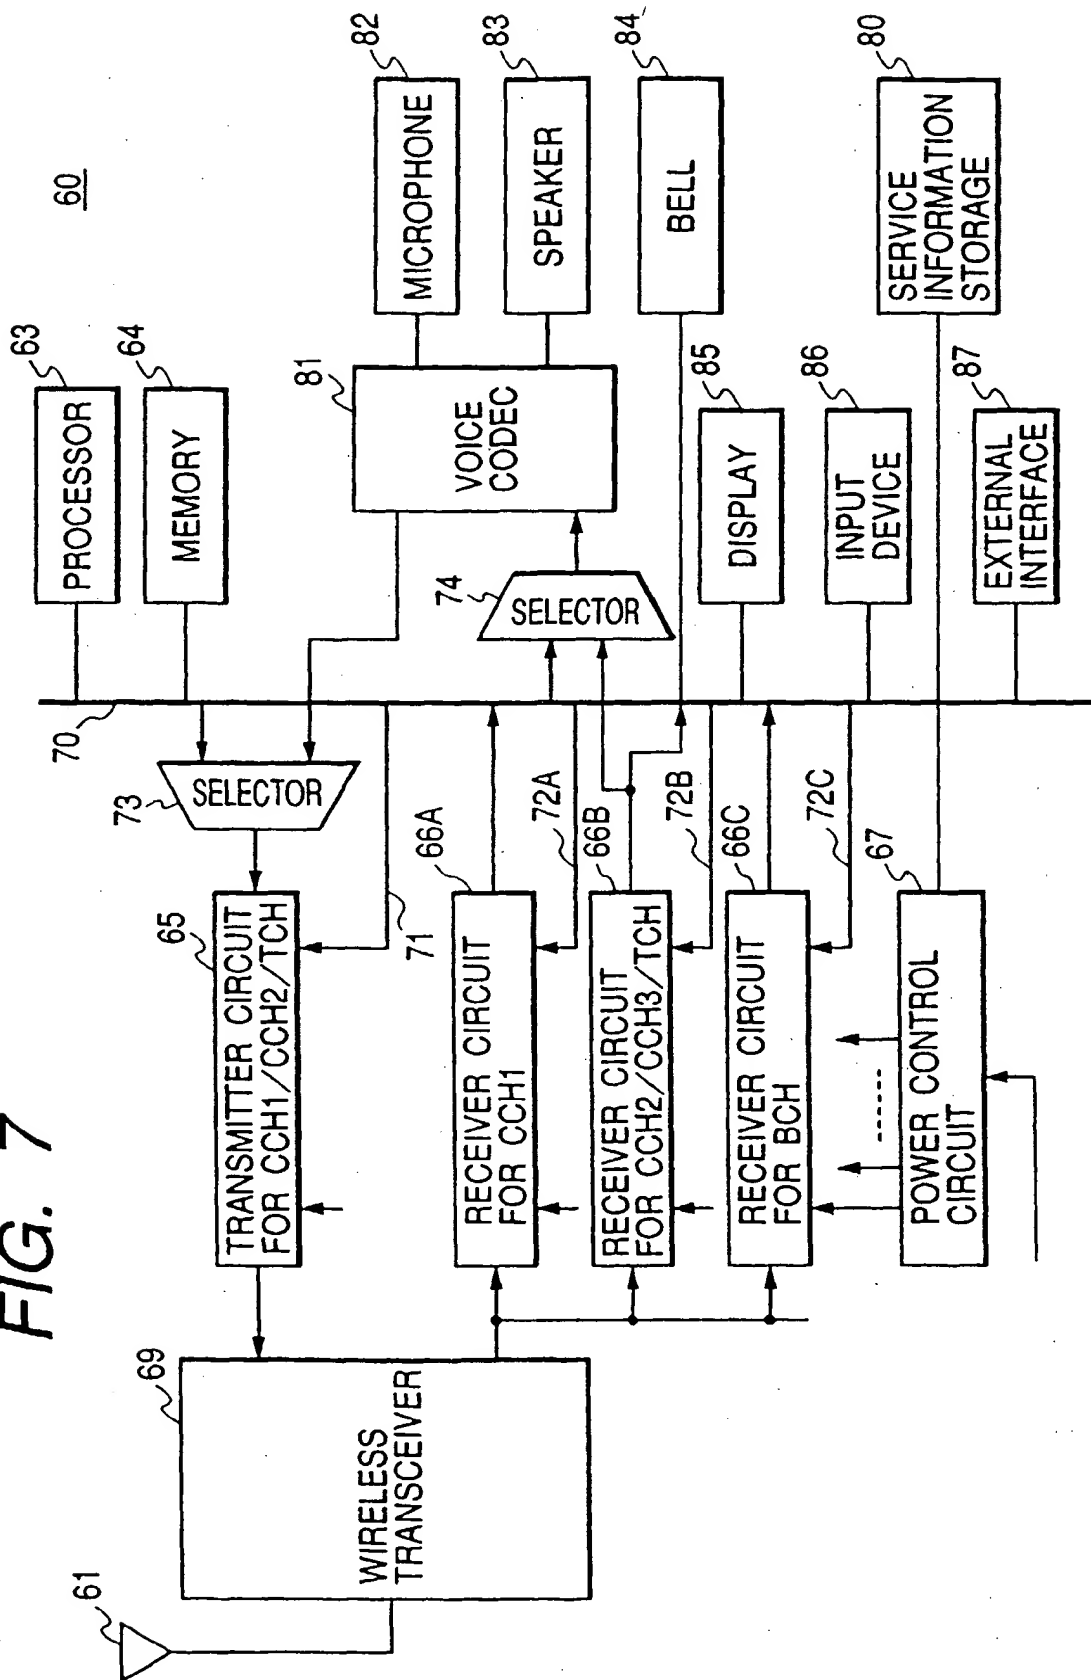 FIG. 7
60
61
69
WIRELESS
TRANSCEIVER
65
TRANSMITTER CIRCUIT
FOR CCH1/CCH2/TCH
71
73
SELECTOR
70
PROCESSOR
63
MEMORY
64
66A
RECEIVER CIRCUIT
FOR CCH1
72A
66B
RECEIVER CIRCUIT
FOR CCH2/CCH3/TCH
72B
66C
RECEIVER CIRCUIT
FOR BCH
72C
67
POWER CONTROL
CIRCUIT
74
SELECTOR
81
VOICE
CODEC
MICROPHONE
82
SPEAKER
83
BELL
84
DISPLAY
85
INPUT
DEVICE
86
SERVICE
INFORMATION
STORAGE
80
EXTERNAL
INTERFACE
87